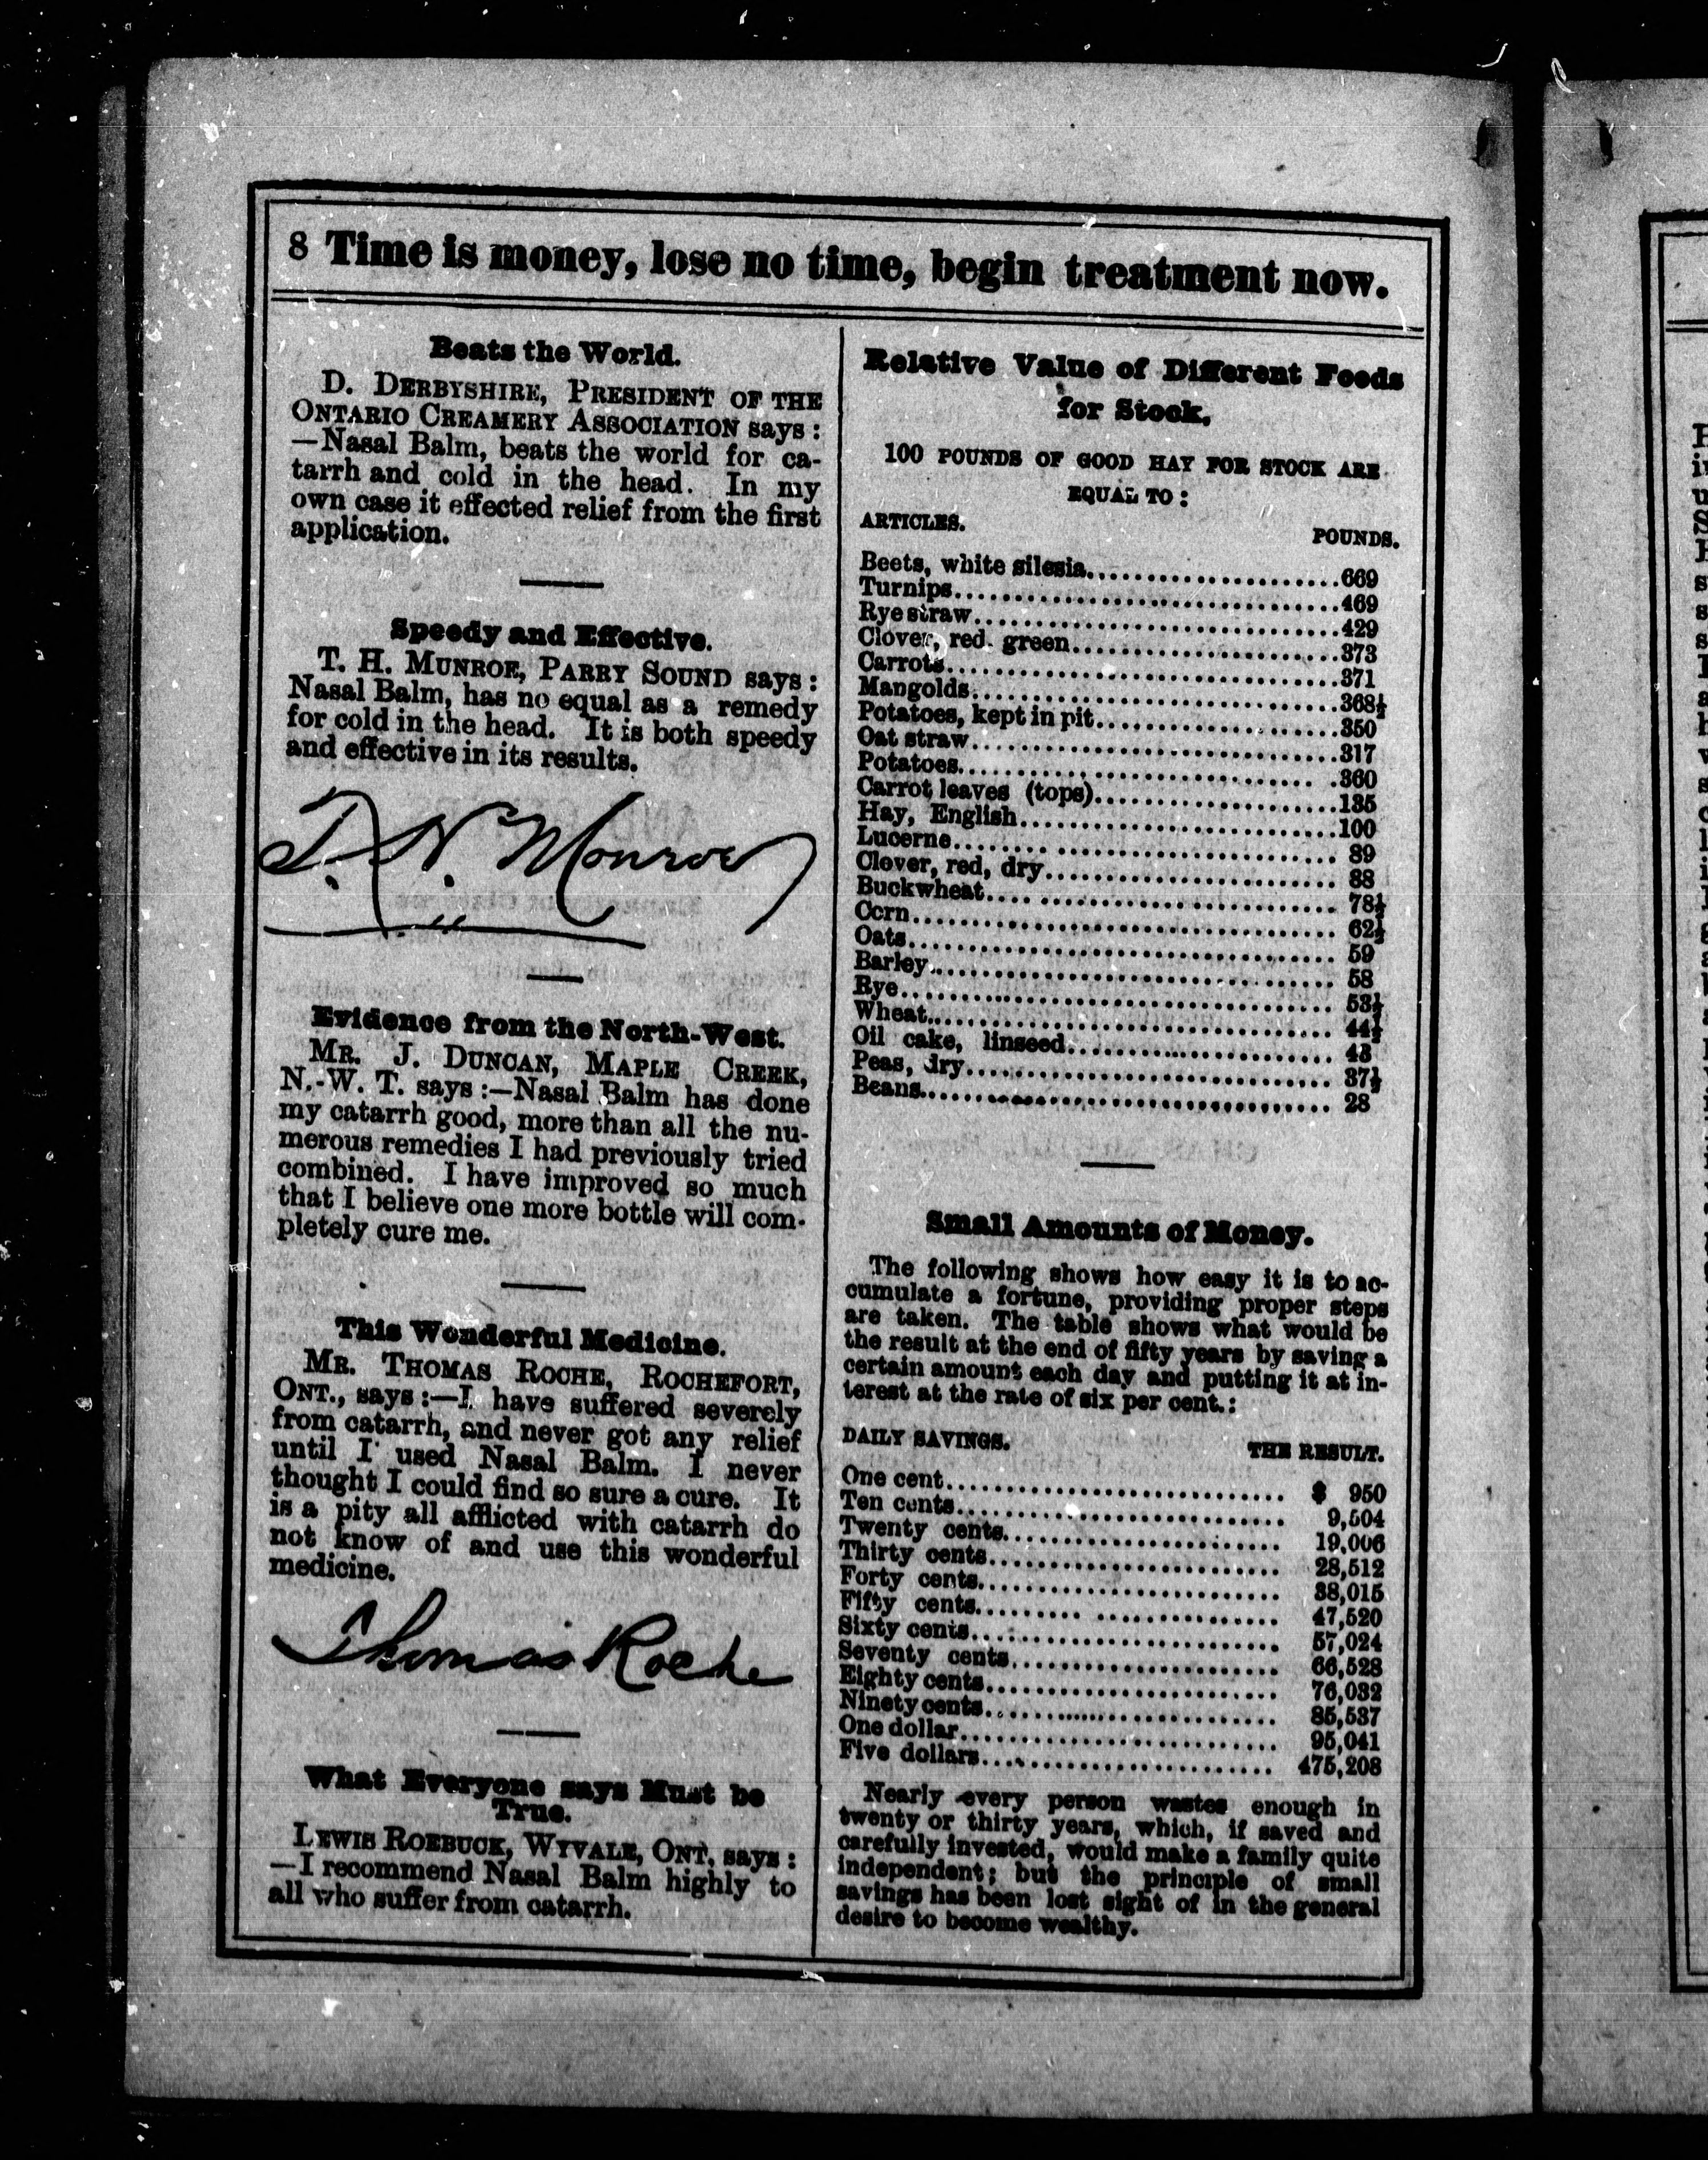 8 Time is money, lose no time, begin treatment now.
Beats the World.
D. DERBYSHIRE, PRESIDENT OF THE
ONTARIO CREAMERY ASSOCIATION says :
—Nasal Balm, beats the world for ca-
tarrh and cold in the head. In my
own case it effected relief from the first
application.
Speedy and Effective.
T. H. MUNROE, PARRY SOUND says :
Nasal Balm, has no equal as a remedy
for cold in the head. It is both speedy
and effective in its results.
T. H. Monroe
Evidence from the North-West.
MR. J. DUNCAN, MAPLE CREEK,
N.-W. T. says :—Nasal Balm has done
my catarrh good, more than all the nu-
merous remedies I had previously tried
combined. I have improved so much
that I believe one more bottle will com-
pletely cure me.
This Wonderful Medicine.
MR. THOMAS ROCHE, ROCHEFORT,
ONT., says :—I have suffered severely
from catarrh, and never got any relief
until I used Nasal Balm. I never
thought I could find so sure a cure. It
is a pity all afflicted with catarrh do
not know of and use this wonderful
medicine.
Thomas Roche
What Everyone says Must be
True.
LEWIS ROEBUCK, WYVALE, ONT. says :
—I recommend Nasal Balm highly to
all who suffer from catarrh.
Relative Value of Different Foods
for Stock.
100 POUNDS OF GOOD HAY FOR STOCK ARE
EQUAL TO :
ARTICLES. POUNDS.
Beets, white silesia........................669
Turnips........................469
Rye straw........................429
Clover, red. green........................373
Carrots........................371
Mangolds........................368½
Potatoes, kept in pit........................350
Oat straw........................317
Potatoes........................360
Carrot leaves (tops)........................135
Hay, English........................100
Lucerne........................ 89
Clover, red, dry........................ 88
Buckwheat........................ 78½
Corn........................ 62½
Oats........................ 59
Barley........................ 58
Rye........................ 53½
Wheat........................ 44½
Oil cake, linseed........................ 43
Peas, dry........................ 37½
Beans........................ 28
Small Amounts of Money.
The following shows how easy it is to ac-
cumulate a fortune, providing proper steps
are taken. The table shows what would be
the result at the end of fifty years by saving a
certain amount each day and putting it at in-
terest at the rate of six per cent.:
DAILY SAVINGS. THE RESULT.
One cent........................ $ 950
Ten cents........................ 9,504
Twenty cents........................ 19,006
Thirty cents........................ 28,512
Forty cents........................ 38,015
Fifty cents........................ 47,520
Sixty cents........................ 57,024
Seventy cents........................ 66,528
Eighty cents........................ 76,032
Ninety cents........................ 85,537
One dollar........................ 95,041
Five dollars........................ 475,208
Nearly every person wastes enough in
twenty or thirty years, which, if saved and
carefully invested, would make a family quite
independent; but the principle of small
savings has been lost sight of in the general
desire to become wealthy.